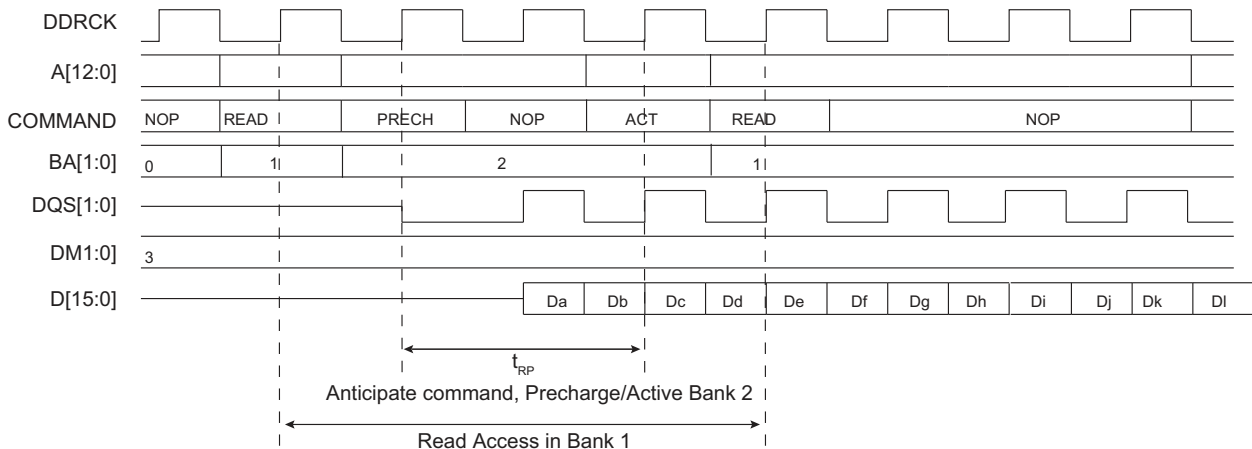 DDRCK
A[12:0]
COMMAND NOP READ PRECH NOP ACT READ NOP
BA[1:0] 0 1 2 1
DQS[1:0]
DM1:0] 3
D[15:0] Da Db Dc Dd De Df Dg Dh Di Dj Dk Dl
tRP
Anticipate command, Precharge/Active Bank 2
Read Access in Bank 1